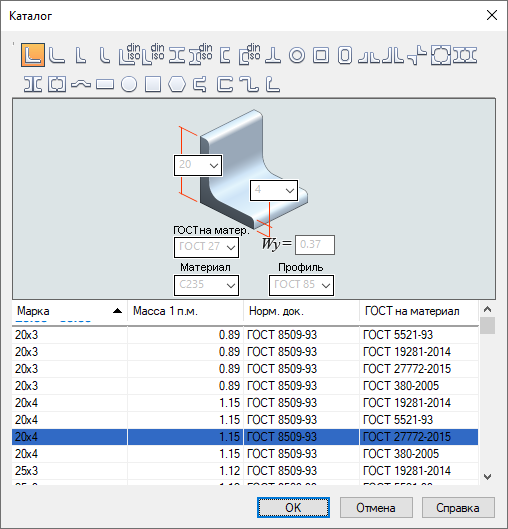 Каталог
din iso din iso din iso din iso
20
4
ГОСТ на матер.
ГОСТ 27 Wy = 0.37
Материал Профиль
С235 ГОСТ 85
Марка Масса 1 п.м. Норм. док. ГОСТ на материал
20x3 0.89 ГОСТ 8509-93 ГОСТ 5521-93
20x3 0.89 ГОСТ 8509-93 ГОСТ 19281-2014
20x3 0.89 ГОСТ 8509-93 ГОСТ 27772-2015
20x3 0.89 ГОСТ 8509-93 ГОСТ 380-2005
20x4 1.15 ГОСТ 8509-93 ГОСТ 19281-2014
20x4 1.15 ГОСТ 8509-93 ГОСТ 5521-93
20x4 1.15 ГОСТ 8509-93 ГОСТ 27772-2015
20x4 1.15 ГОСТ 8509-93 ГОСТ 380-2005
25x3 1.12 ГОСТ 8509-93 ГОСТ 19281-2014
OK Отмена Справка